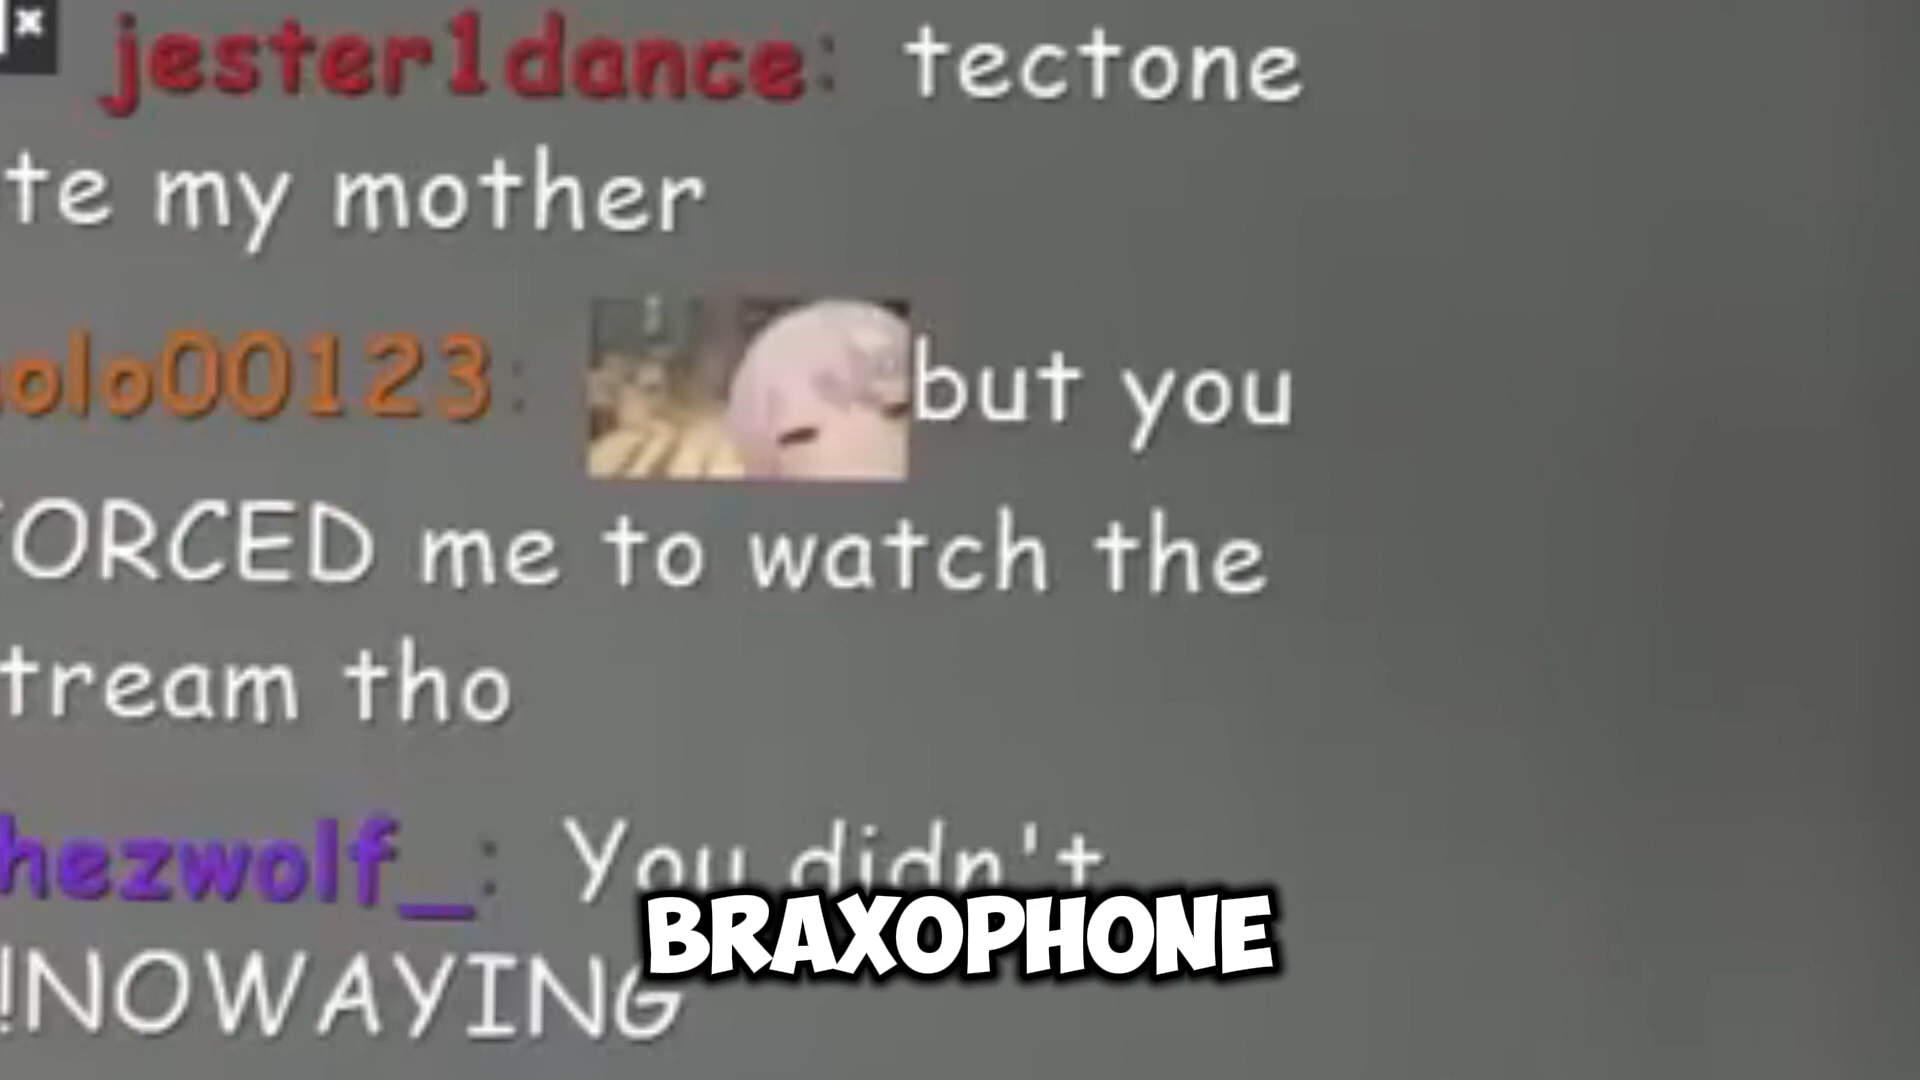 jester1dance: tectone
te my mother
olo00123: but you
FORCED me to watch the
tream tho
hezwolf_: You didn't
!NOWAYING
BRAXOPHONE